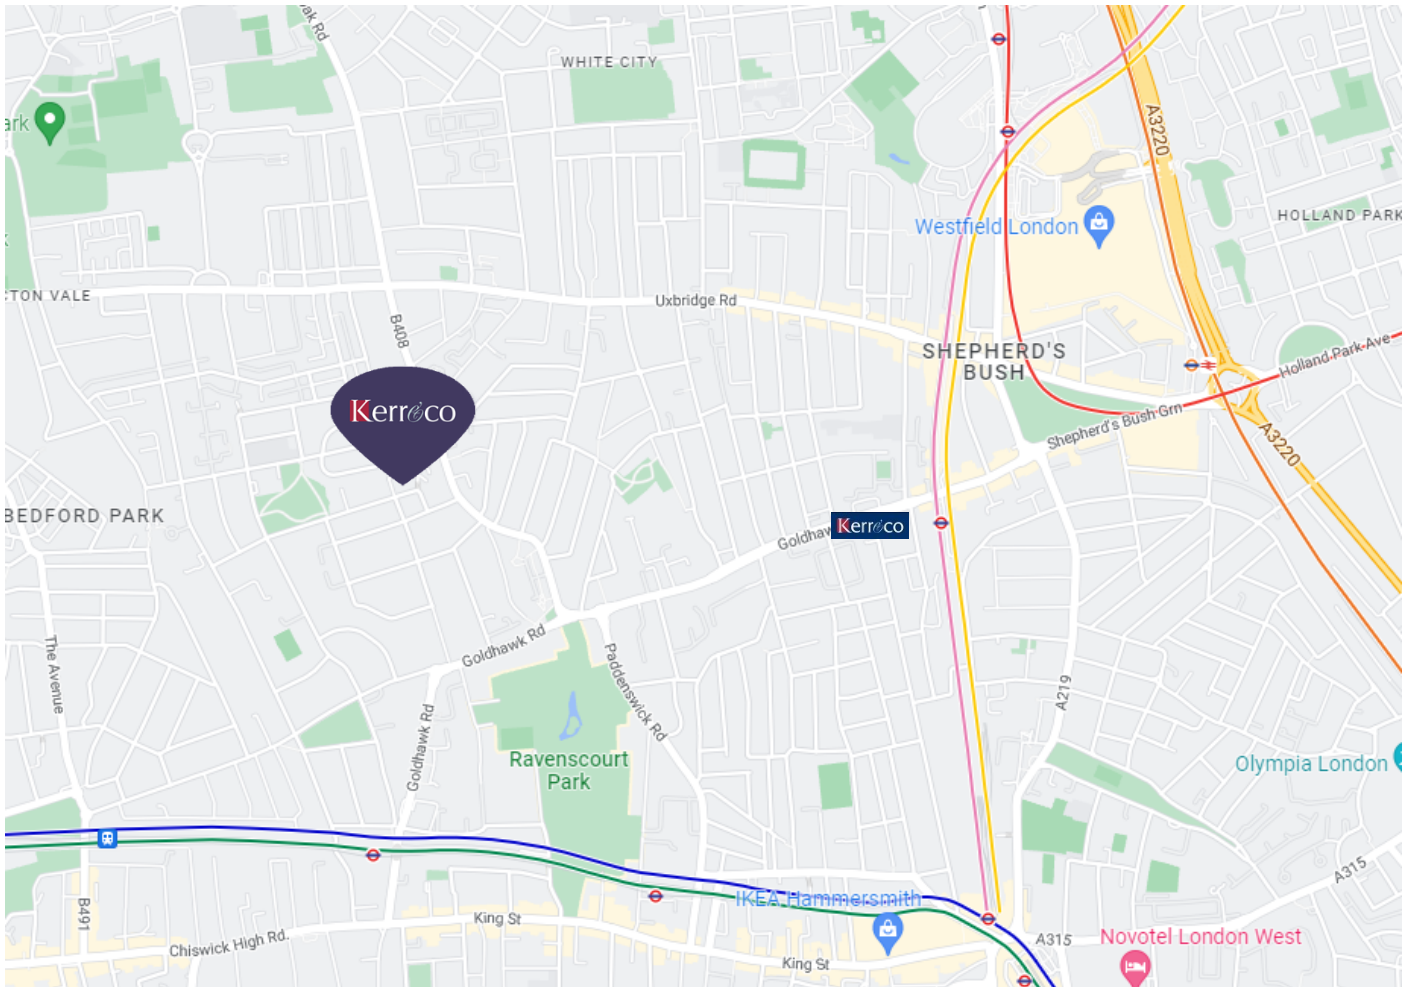 WHITE CITY
ark
A3220
HOLLAND PARK
Westfield London
CTON VALE
Uxbridge Rd
B408
SHEPHERD'S
BUSH
Holland Park Ave
Kerr&co
Shepherd's Bush Grn
A3220
BEDFORD PARK
Goldhaw
Kerr&co
The Avenue
Goldhawk Rd
Paddenswick Rd
A219
Goldhawk Rd
Ravenscourt
Park
Olympia London
A315
IKEA Hammersmith
B491
King St
Chiswick High Rd.
A315
Novotel London West
King St